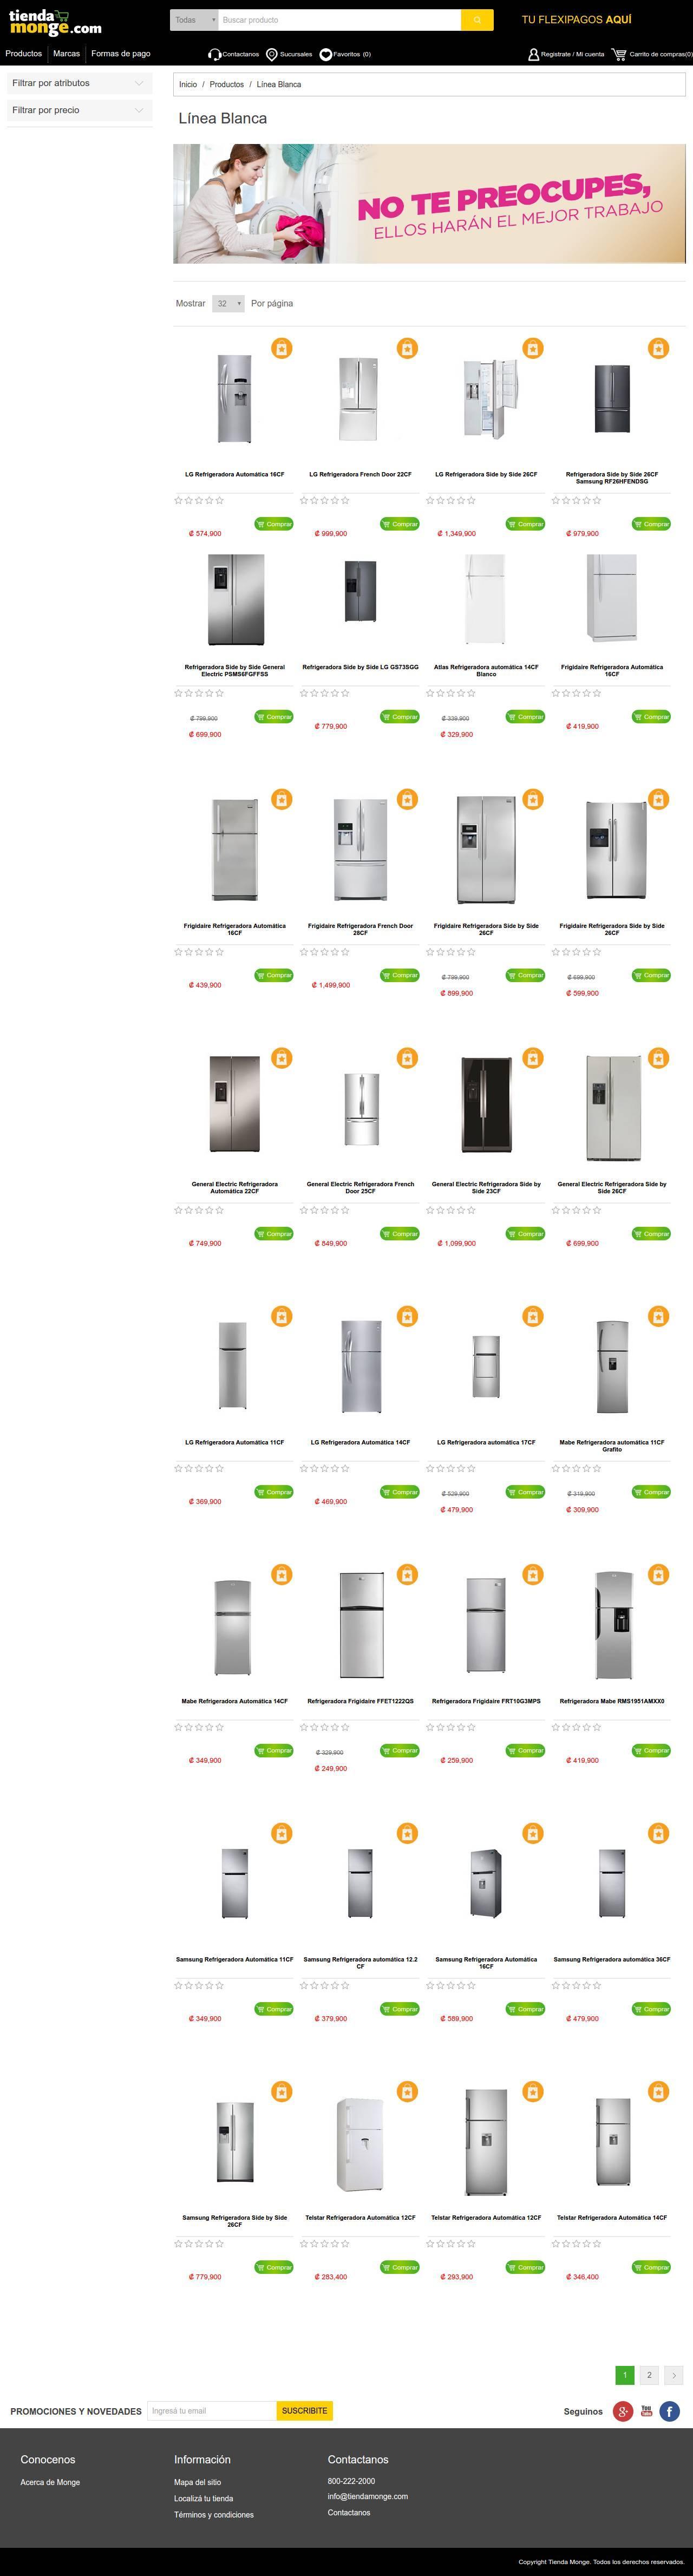 tienda
monge.com
Todas
Buscar producto
TU FLEXIPAGOS AQUÍ
Productos
Marcas
Formas de pago
Contactanos
Sucursales
Favoritos (0)
Registrate / Mi cuenta
Carrito de compras(0)
Filtrar por atributos
Filtrar por precio
Inicio / Productos / Línea Blanca
Línea Blanca
NO TE PREOCUPES,
ELLOS HARÁN EL MEJOR TRABAJO
Mostrar 32 Por página
LG Refrigeradora Automática 16CF
Comprar
₡ 574,900
LG Refrigeradora French Door 22CF
Comprar
₡ 999,900
LG Refrigeradora Side by Side 26CF
Comprar
₡ 1,349,900
Refrigeradora Side by Side 26CF
Samsung RF26HFENDSG
Comprar
₡ 979,900
Refrigeradora Side by Side General
Electric PSMS6FGFFSS
₡ 799,900
Comprar
₡ 699,900
Refrigeradora Side by Side LG GS73SGG
Comprar
₡ 779,900
Atlas Refrigeradora automática 14CF
Blanco
₡ 339,900
Comprar
₡ 329,900
Frigidaire Refrigeradora Automática
16CF
Comprar
₡ 419,900
Frigidaire Refrigeradora Automática
16CF
Comprar
₡ 439,900
Frigidaire Refrigeradora French Door
28CF
Comprar
₡ 1,499,900
Frigidaire Refrigeradora Side by Side
26CF
₡ 799,900
Comprar
₡ 899,900
Frigidaire Refrigeradora Side by Side
26CF
₡ 699,900
Comprar
₡ 599,900
General Electric Refrigeradora
Automática 22CF
Comprar
₡ 749,900
General Electric Refrigeradora French
Door 25CF
Comprar
₡ 849,900
General Electric Refrigeradora Side by
Side 23CF
Comprar
₡ 1,099,900
General Electric Refrigeradora Side by
Side 26CF
Comprar
₡ 699,900
LG Refrigeradora Automática 11CF
Comprar
₡ 369,900
LG Refrigeradora Automática 14CF
Comprar
₡ 469,900
LG Refrigeradora automática 17CF
₡ 529,900
Comprar
₡ 479,900
Mabe Refrigeradora automática 11CF
Grafito
₡ 319,900
Comprar
₡ 309,900
Mabe Refrigeradora Automática 14CF
Comprar
₡ 349,900
Refrigeradora Frigidaire FFET1222QS
₡ 329,900
Comprar
₡ 249,900
Refrigeradora Frigidaire FRT10G3MPS
Comprar
₡ 259,900
Refrigeradora Mabe RMS1951AMXX0
Comprar
₡ 419,900
Samsung Refrigeradora Automática 11CF
Comprar
₡ 349,900
Samsung Refrigeradora automática 12.2
CF
Comprar
₡ 379,900
Samsung Refrigeradora Automática
16CF
Comprar
₡ 589,900
Samsung Refrigeradora automática 36CF
Comprar
₡ 479,900
Samsung Refrigeradora Side by Side
26CF
Comprar
₡ 779,900
Telstar Refrigeradora Automática 12CF
Comprar
₡ 283,400
Telstar Refrigeradora Automática 12CF
Comprar
₡ 293,900
Telstar Refrigeradora Automática 14CF
Comprar
₡ 346,400
1 2
PROMOCIONES Y NOVEDADES
Ingresá tu email
SUSCRIBITE
Seguinos
g+
You
Tube
f
Conocenos
Acerca de Monge
Información
Mapa del sitio
Localizá tu tienda
Términos y condiciones
Contactanos
800-222-2000
info@tiendamonge.com
Contactanos
Copyright Tienda Monge. Todos los derechos reservados.